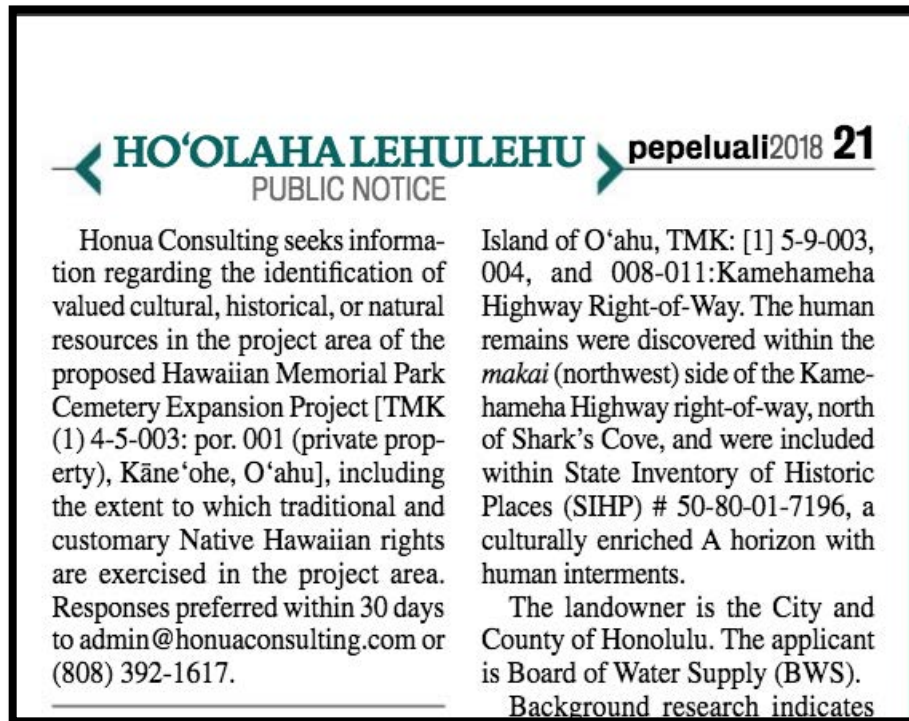 HOʻOLAHA LEHULEHU
PUBLIC NOTICE
pepeluali2018 21
Honua Consulting seeks informa-
tion regarding the identification of
valued cultural, historical, or natural
resources in the project area of the
proposed Hawaiian Memorial Park
Cemetery Expansion Project [TMK
(1) 4-5-003: por. 001 (private prop-
erty), Kāneʻohe, Oʻahu], including
the extent to which traditional and
customary Native Hawaiian rights
are exercised in the project area.
Responses preferred within 30 days
to admin@honuaconsulting.com or
(808) 392-1617.
Island of Oʻahu, TMK: [1] 5-9-003,
004, and 008-011:Kamehameha
Highway Right-of-Way. The human
remains were discovered within the
makai (northwest) side of the Kame-
hameha Highway right-of-way, north
of Shark's Cove, and were included
within State Inventory of Historic
Places (SIHP) # 50-80-01-7196, a
culturally enriched A horizon with
human interments.
The landowner is the City and
County of Honolulu. The applicant
is Board of Water Supply (BWS).
Background research indicates